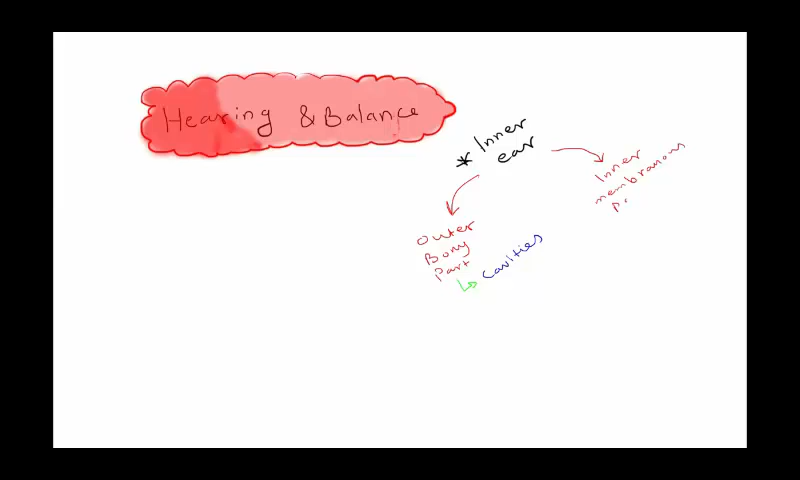 Hearing & Balance
* Inner
ear
Inner
membranous
P.
Outer
Bony
Part
↳ Cavities